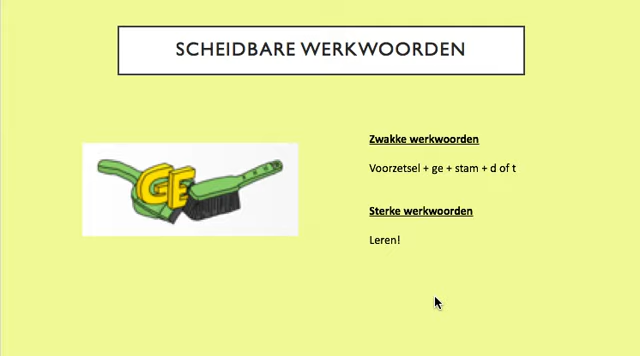 SCHEIDBARE WERKWOORDEN
GE
Zwakke werkwoorden
Voorzetsel + ge + stam + d of t
Sterke werkwoorden
Leren!